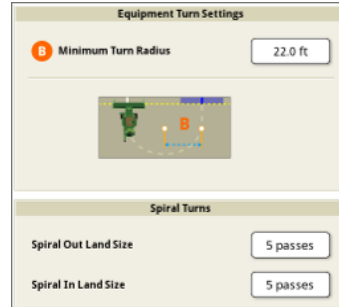 Equipment Turn Settings
B Minimum Turn Radius 22.0 ft
B
Spiral Turns
Spiral Out Land Size 5 passes
Spiral In Land Size 5 passes